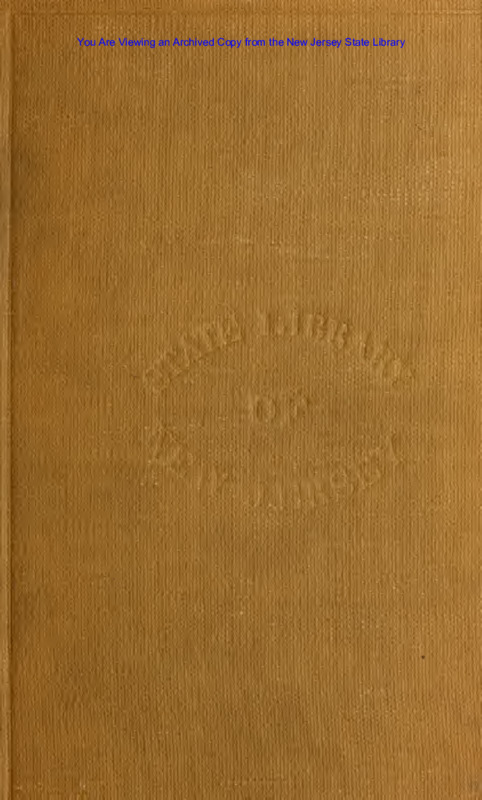 You Are Viewing an Archived Copy from the New Jersey State Library
STATE LIBRARY
OF
NEW JERSEY